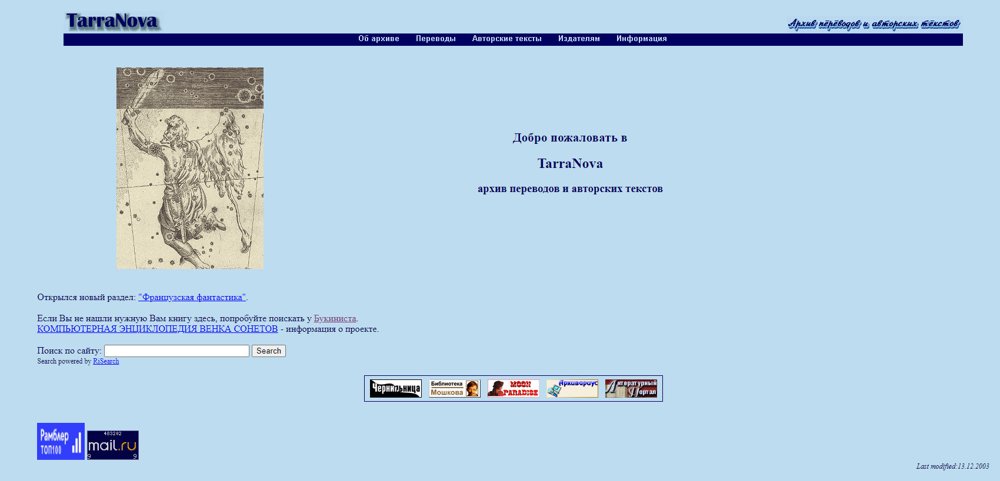 TarraNova
Архив переводов и авторских текстов
Об архиве Переводы Авторские тексты Издателям Информация
Добро пожаловать в
TarraNova
архив переводов и авторских текстов
Открылся новый раздел: "Французская фантастика".
Если Вы не нашли нужную Вам книгу здесь, попробуйте поискать у Букиниста.
КОМПЬЮТЕРНАЯ ЭНЦИКЛОПЕДИЯ ВЕНКА СОНЕТОВ - информация о проекте.
Поиск по сайту: Search
Search powered by RiSearch
Чернильница
Библиотека
Мошкова
MOON
PARADISE
Архивариус
Литературный
Портал
Рамблер
ТОП100
483202
mail.ru
9 9
Last modified:13.12.2003